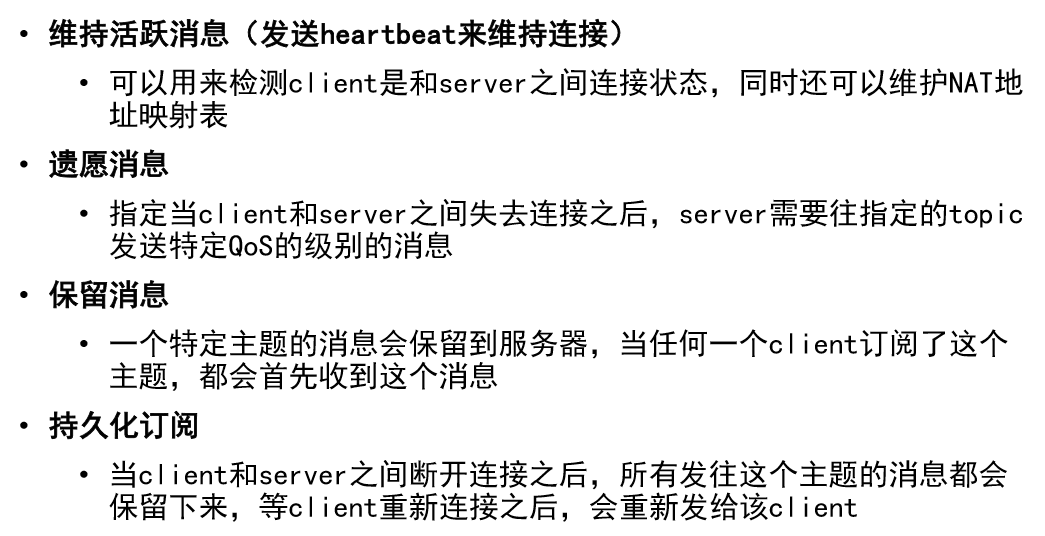 • 维持活跃消息（发送heartbeat来维持连接）
• 可以用来检测client是和server之间连接状态，同时还可以维护NAT地
址映射表
• 遗愿消息
• 指定当client和server之间失去连接之后，server需要往指定的topic
发送特定QoS的级别的消息
• 保留消息
• 一个特定主题的消息会保留到服务器，当任何一个client订阅了这个
主题，都会首先收到这个消息
• 持久化订阅
• 当client和server之间断开连接之后，所有发往这个主题的消息都会
保留下来，等client重新连接之后，会重新发给该client